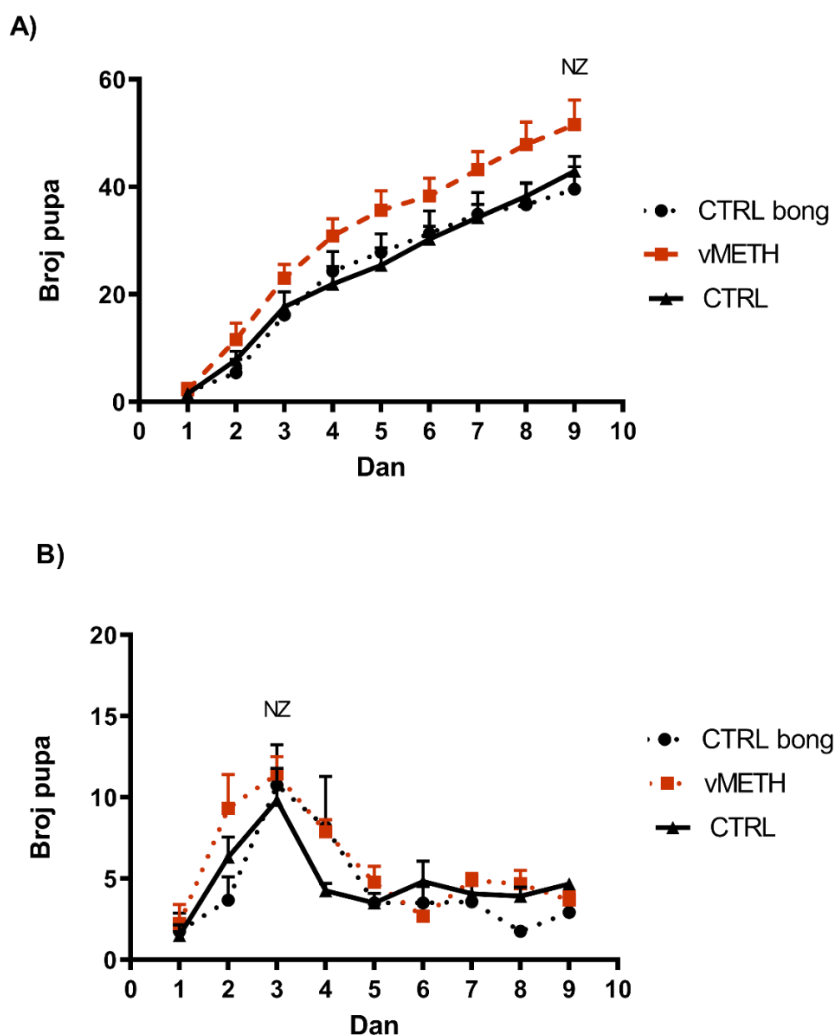 A)
NZ
60
40
20
0
0 1 2 3 4 5 6 7 8 9 10
Broj pupa
Dan
CTRL bong
vMETH
CTRL
B)
NZ
20
15
10
5
0
0 1 2 3 4 5 6 7 8 9 10
Broj pupa
Dan
CTRL bong
vMETH
CTRL